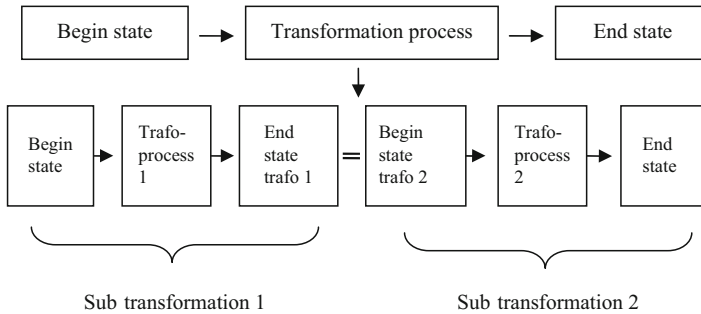 Begin state
Transformation process
End state
Begin
state
Trafo-
process
1
End
state
trafo 1
=
Begin
state
trafo 2
Trafo-
process
2
End
state
Sub transformation 1
Sub transformation 2